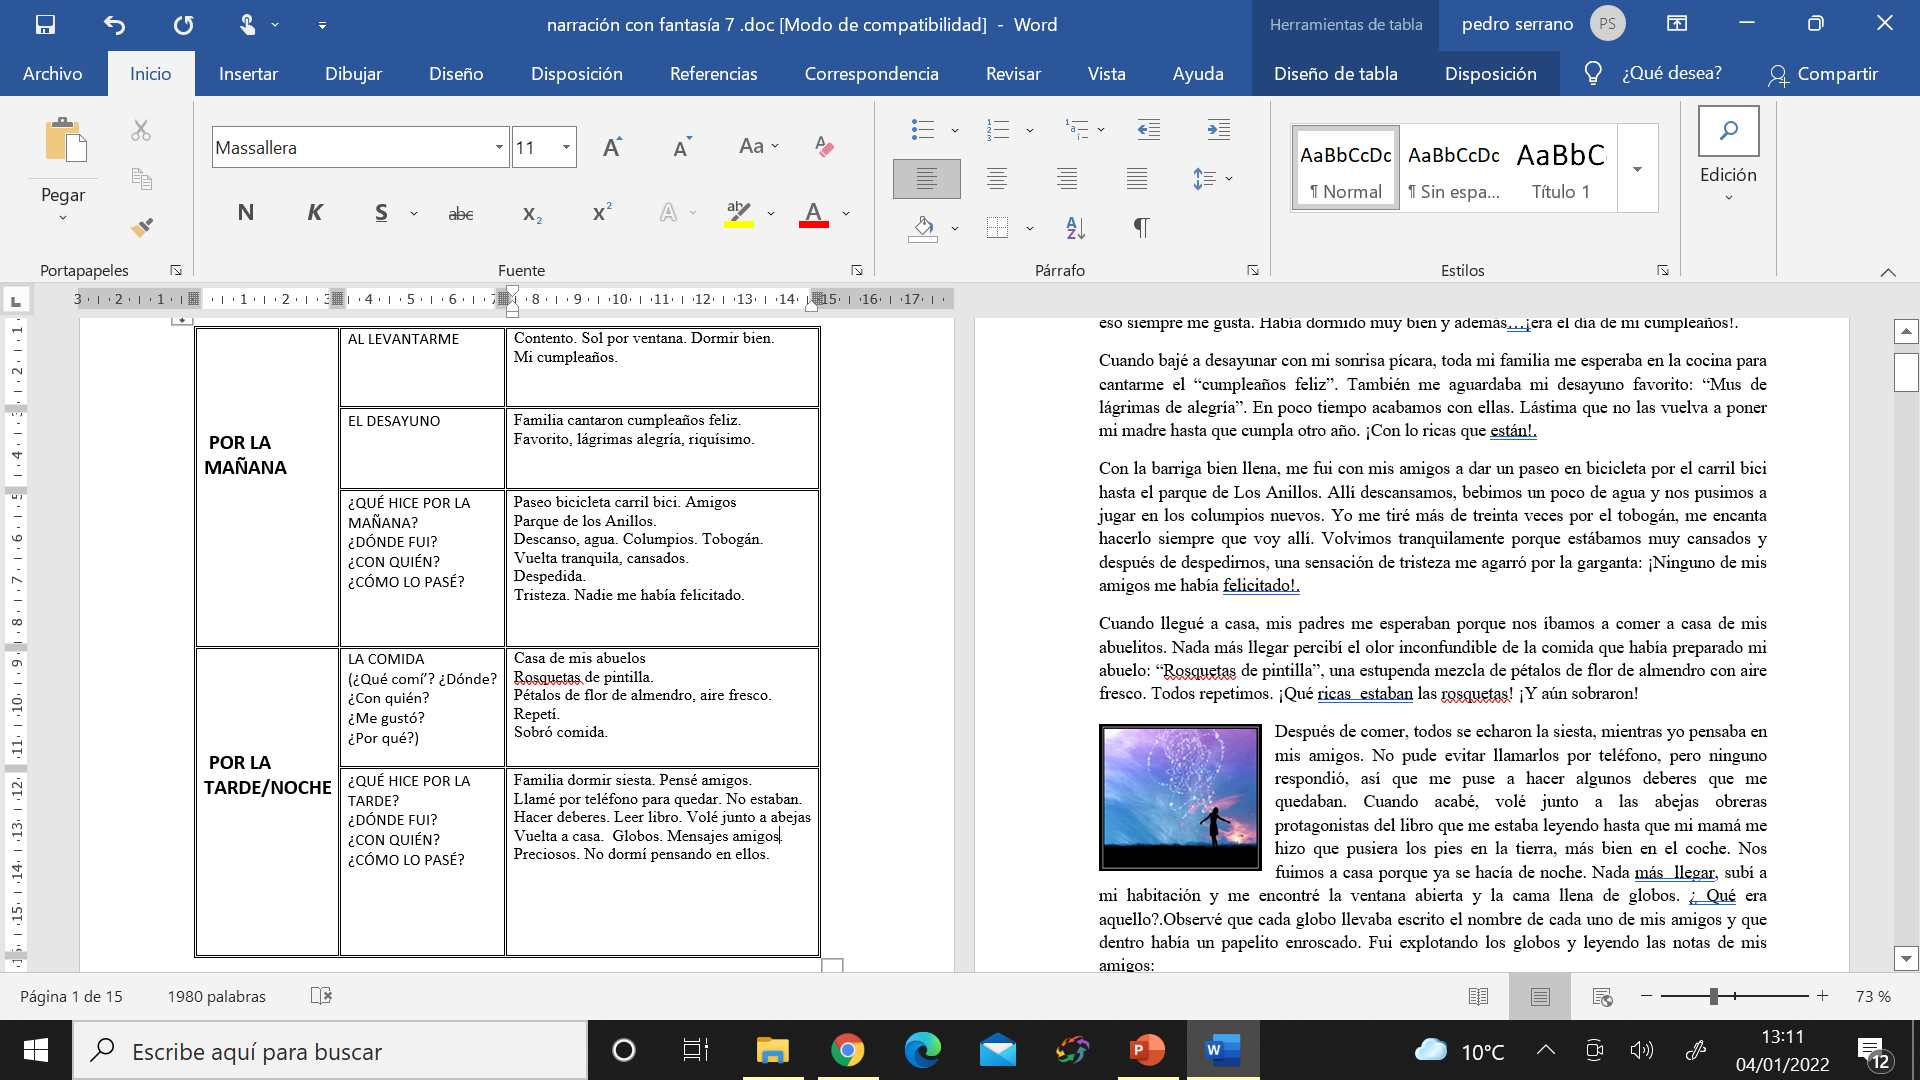 narración con fantasía 7 .doc [Modo de compatibilidad] - Word
Herramientas de tabla
pedro serrano
PS
Archivo
Inicio
Insertar
Dibujar
Diseño
Disposición
Referencias
Correspondencia
Revisar
Vista
Ayuda
Diseño de tabla
Disposición
¿Qué desea?
Compartir
Pegar
Portapapeles
Massallera
11
Aa
N K S abc X₂ X²
Fuente
Párrafo
AaBbCcDc AaBbCcDc AaBbC
¶ Normal ¶ Sin espa... Título 1
Estilos
Edición
3 2 1 1 2 3 4 5 6 7 8 9 10 11 12 13 14 15 16 17
POR LA
MAÑANA
AL LEVANTARME
Contento. Sol por ventana. Dormir bien.
Mi cumpleaños.
EL DESAYUNO
Familia cantaron cumpleaños feliz.
Favorito, lágrimas alegría, riquísimo.
¿QUÉ HICE POR LA
MAÑANA?
¿DÓNDE FUI?
¿CON QUIÉN?
¿CÓMO LO PASÉ?
Paseo bicicleta carril bici. Amigos
Parque de los Anillos.
Descanso, agua. Columpios. Tobogán.
Vuelta tranquila, cansados.
Despedida.
Tristeza. Nadie me había felicitado.
POR LA
TARDE/NOCHE
LA COMIDA
(¿Qué comí’? ¿Dónde?
¿Con quién?
¿Me gustó?
¿Por qué?)
Casa de mis abuelos
Rosquetas de pintilla.
Pétalos de flor de almendro, aire fresco.
Repetí.
Sobró comida.
¿QUÉ HICE POR LA
TARDE?
¿DÓNDE FUI?
¿CON QUIÉN?
¿CÓMO LO PASÉ?
Familia dormir siesta. Pensé amigos.
Llamé por teléfono para quedar. No estaban.
Hacer deberes. Leer libro. Volé junto a abejas
Vuelta a casa.  Globos. Mensajes amigos.
Preciosos. No dormí pensando en ellos.
eso siempre me gusta. Había dormido muy bien y además…¡era el día de mi cumpleaños!.
Cuando bajé a desayunar con mi sonrisa pícara, toda mi familia me esperaba en la cocina para
cantarme el “cumpleaños feliz”. También me aguardaba mi desayuno favorito: “Mus de
lágrimas de alegría”. En poco tiempo acabamos con ellas. Lástima que no las vuelva a poner
mi madre hasta que cumpla otro año. ¡Con lo ricas que están!.
Con la barriga bien llena, me fui con mis amigos a dar un paseo en bicicleta por el carril bici
hasta el parque de Los Anillos. Allí descansamos, bebimos un poco de agua y nos pusimos a
jugar en los columpios nuevos. Yo me tiré más de treinta veces por el tobogán, me encanta
hacerlo siempre que voy allí. Volvimos tranquilamente porque estábamos muy cansados y
después de despedirnos, una sensación de tristeza me agarró por la garganta: ¡Ninguno de mis
amigos me había felicitado!.
Cuando llegué a casa, mis padres me esperaban porque nos íbamos a comer a casa de mis
abuelitos. Nada más llegar percibí el olor inconfundible de la comida que había preparado mi
abuelo: “Rosquetas de pintilla”, una estupenda mezcla de pétalos de flor de almendro con aire
fresco. Todos repetimos. ¡Qué ricas  estaban las rosquetas! ¡Y aún sobraron!
Después de comer, todos se echaron la siesta, mientras yo pensaba en
mis amigos. No pude evitar llamarlos por teléfono, pero ninguno
respondió, así que me puse a hacer algunos deberes que me
quedaban. Cuando acabé, volé junto a las abejas obreras
protagonistas del libro que me estaba leyendo hasta que mi mamá me
hizo que pusiera los pies en la tierra, más bien en el coche. Nos
fuimos a casa porque ya se hacía de noche. Nada más  llegar, subí a
mi habitación y me encontré la ventana abierta y la cama llena de globos. ¿ Qué era
aquello?.Observé que cada globo llevaba escrito el nombre de cada uno de mis amigos y que
dentro había un papelito enroscado. Fui explotando los globos y leyendo las notas de mis
amigos:
Página 1 de 15
1980 palabras
73 %
Escribe aquí para buscar
10°C
13:11
04/01/2022
12